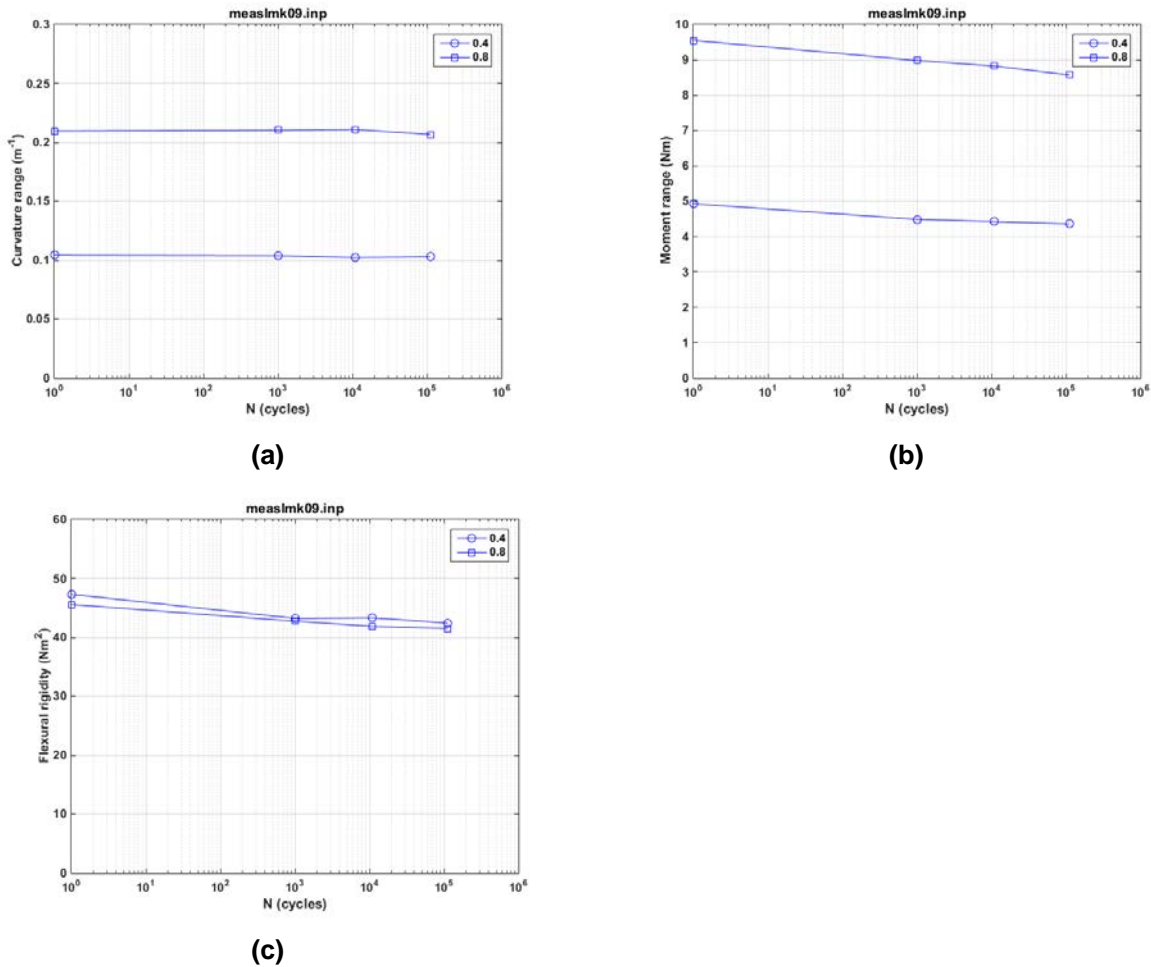 measlmk09.inp
0.3
0.25
0.2
0.15
0.1
0.05
0
Curvature range (m⁻¹)
0.4
0.8
10⁰ 10¹ 10² 10³ 10⁴ 10⁵ 10⁶
N (cycles)
(a)
measlmk09.inp
10
9
8
7
6
5
4
3
2
1
0
Moment range (Nm)
0.4
0.8
10⁰ 10¹ 10² 10³ 10⁴ 10⁵ 10⁶
N (cycles)
(b)
measlmk09.inp
60
50
40
30
20
10
0
Flexural rigidity (Nm²)
0.4
0.8
10⁰ 10¹ 10² 10³ 10⁴ 10⁵ 10⁶
N (cycles)
(c)